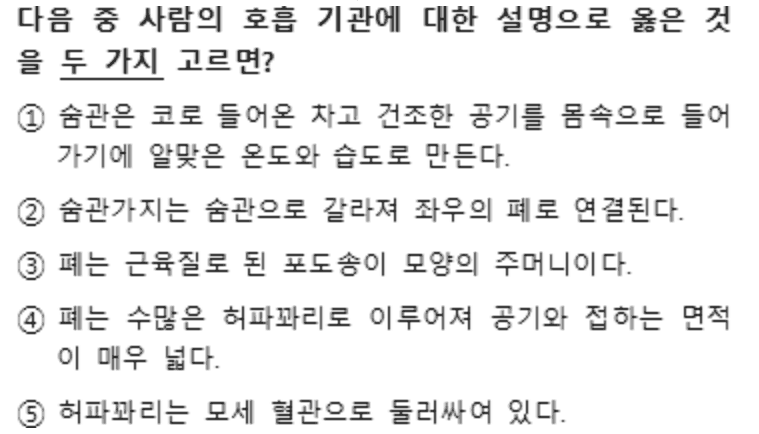 다음 중 사람의 호흡 기관에 대한 설명으로 옳은 것
을 두 가지 고르면?
① 숨관은 코로 들어온 차고 건조한 공기를 몸속으로 들어
가기에 알맞은 온도와 습도로 만든다.
② 숨관가지는 숨관으로 갈라져 좌우의 폐로 연결된다.
③ 폐는 근육질로 된 포도송이 모양의 주머니이다.
④ 폐는 수많은 허파꽈리로 이루어져 공기와 접하는 면적
이 매우 넓다.
⑤ 허파꽈리는 모세 혈관으로 둘러싸여 있다.